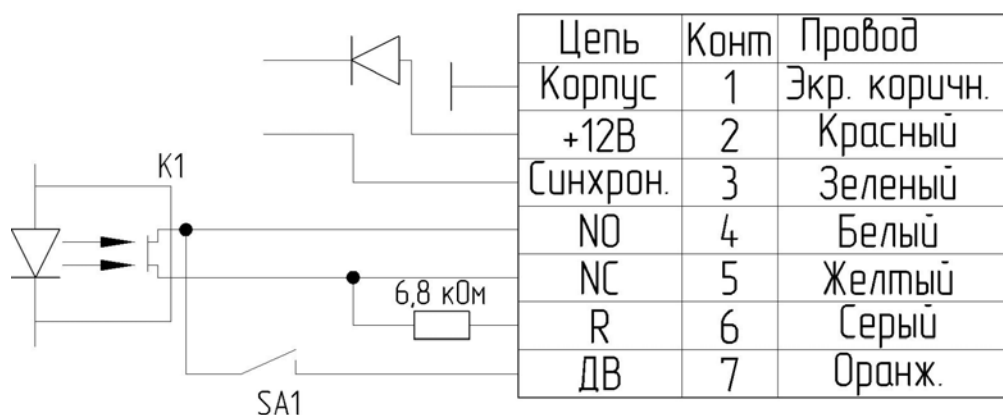 Цепь Конт Провод
Корпус 1 Экр. коричн.
+12В 2 Красный
Синхрон. 3 Зеленый
NO 4 Белый
NC 5 Желтый
R 6 Серый
ДВ 7 Оранж.
К1
6,8 кОм
SA1